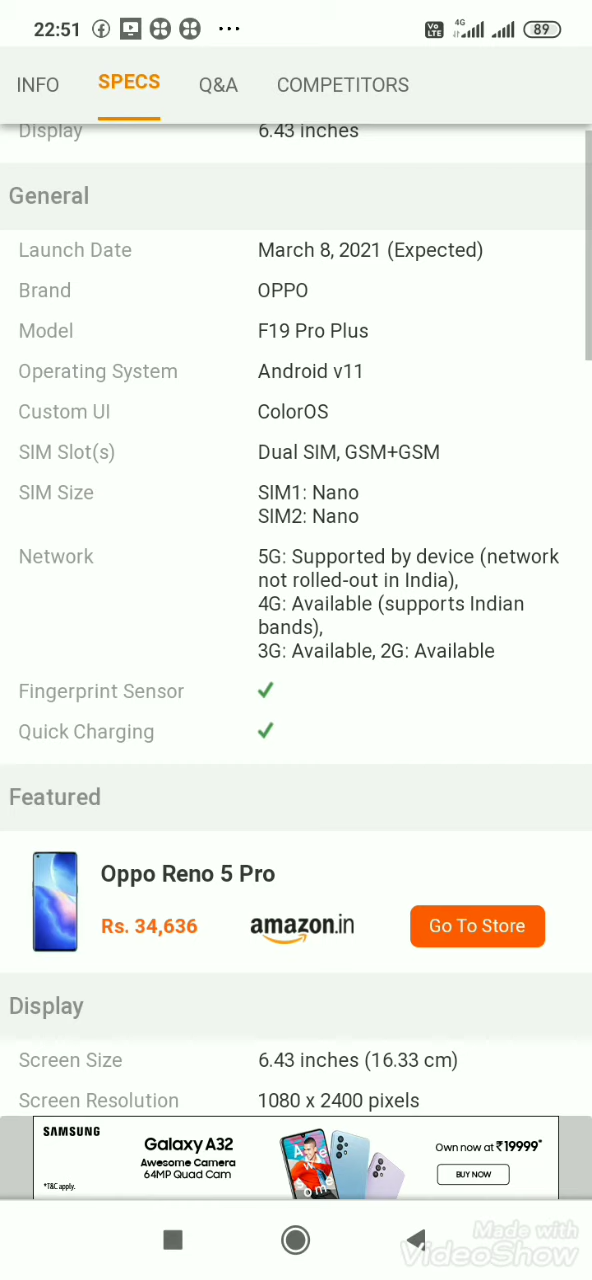 22:51
4G
Vo LTE
89
INFO
SPECS
Q&A
COMPETITORS
Display
6.43 inches
General
Launch Date
March 8, 2021 (Expected)
Brand
OPPO
Model
F19 Pro Plus
Operating System
Android v11
Custom UI
ColorOS
SIM Slot(s)
Dual SIM, GSM+GSM
SIM Size
SIM1: Nano
SIM2: Nano
Network
5G: Supported by device (network
not rolled-out in India),
4G: Available (supports Indian
bands),
3G: Available, 2G: Available
Fingerprint Sensor
Quick Charging
Featured
Oppo Reno 5 Pro
Rs. 34,636
amazon.in
Go To Store
Display
Screen Size
6.43 inches (16.33 cm)
Screen Resolution
1080 x 2400 pixels
SAMSUNG
Galaxy A32
Awesome Camera
64MP Quad Cam
*T&C apply.
Own now at ₹19999*
BUY NOW
Made with
VideoShow